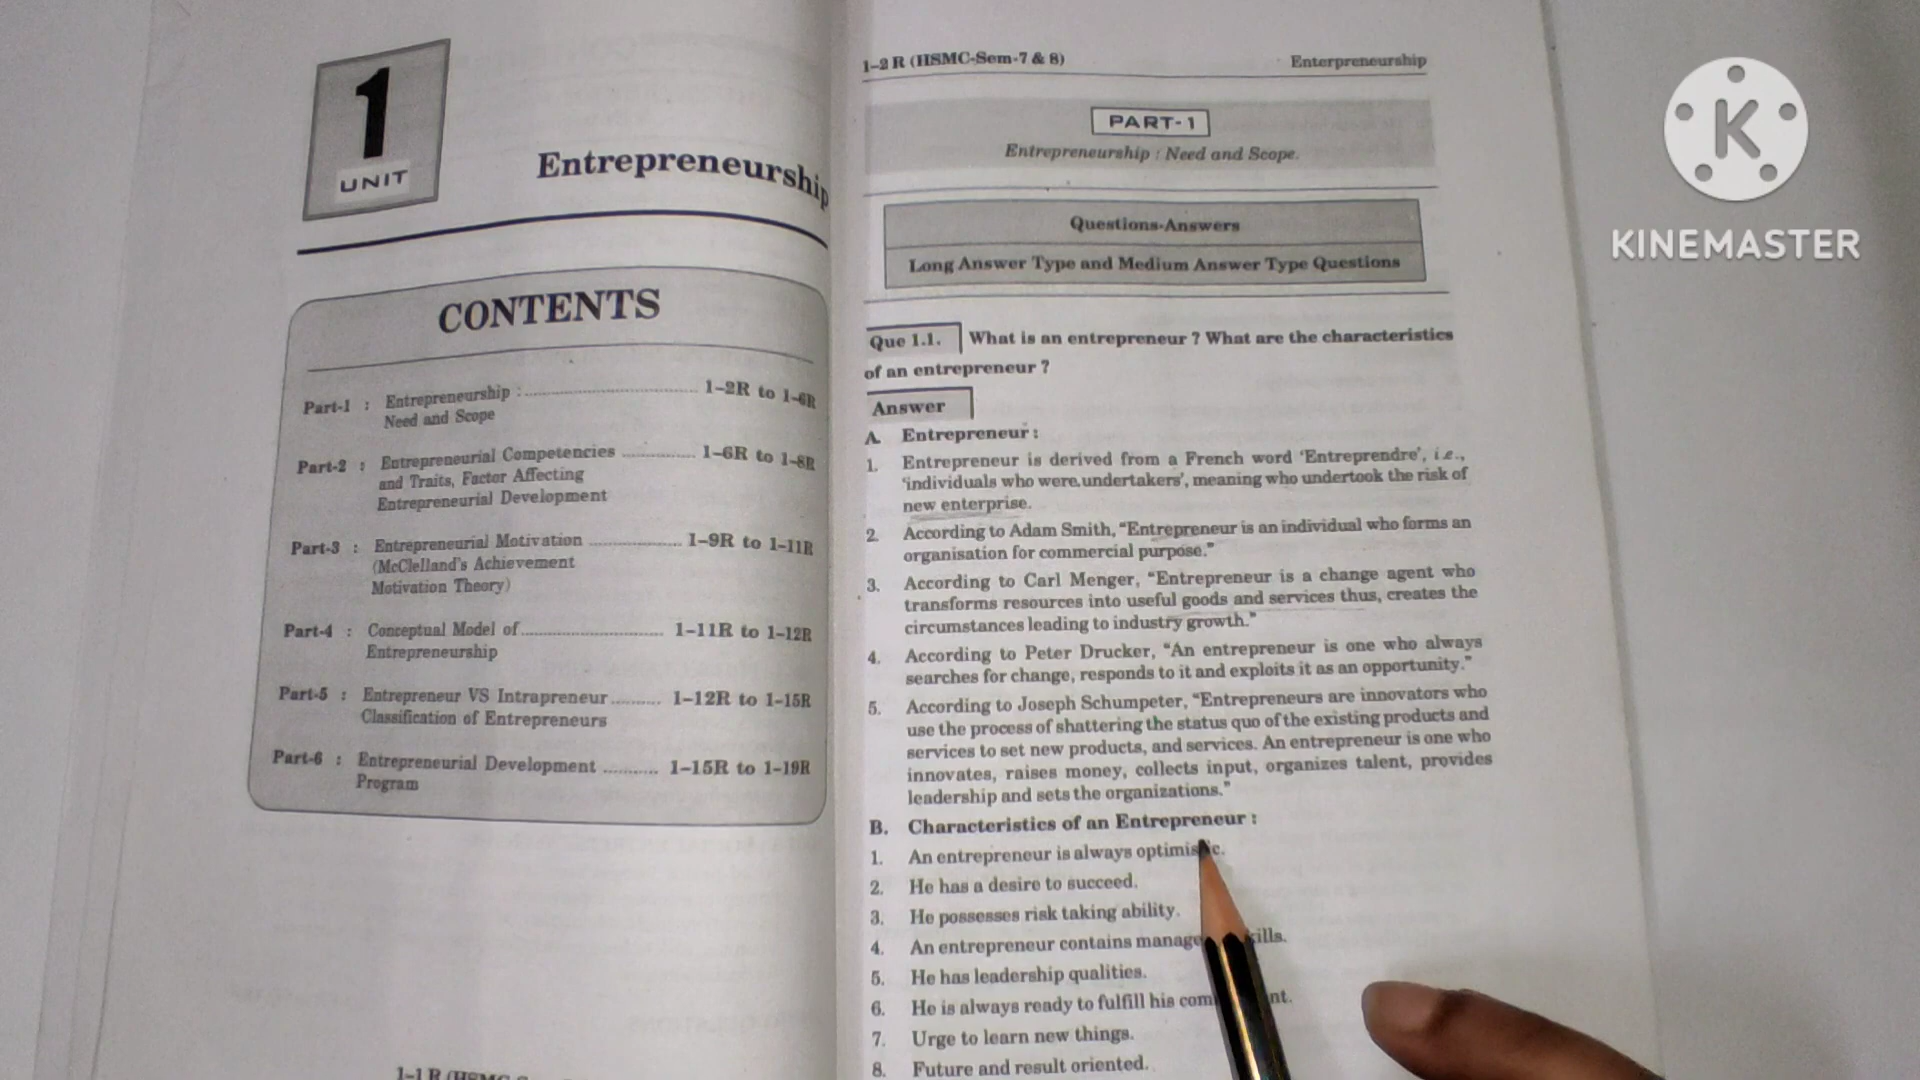 1
UNIT
Entrepreneurship
CONTENTS
Part-1 : Entrepreneurship : 1–2R to 1–6R
Need and Scope
Part-2 : Entrepreneurial Competencies 1–6R to 1–8R
and Traits, Factor Affecting
Entrepreneurial Development
Part-3 : Entrepreneurial Motivation 1–9R to 1–11R
(McClelland's Achievement
Motivation Theory)
Part-4 : Conceptual Model of 1–11R to 1–12R
Entrepreneurship
Part-5 : Entrepreneur VS Intrapreneur 1–12R to 1–15R
Classification of Entrepreneurs
Part-6 : Entrepreneurial Development 1–15R to 1–19R
Program
1–1 R
1–2 R (HSMC-Sem-7 & 8) Enterpreneurship
PART-1
Entrepreneurship : Need and Scope.
Questions-Answers
Long Answer Type and Medium Answer Type Questions
Que 1.1. What is an entrepreneur ? What are the characteristics
of an entrepreneur ?
Answer
A. Entrepreneur :
1. Entrepreneur is derived from a French word ‘Entreprendre’, i.e.,
‘individuals who were undertakers’, meaning who undertook the risk of
new enterprise.
2. According to Adam Smith, “Entrepreneur is an individual who forms an
organisation for commercial purpose.”
3. According to Carl Menger, “Entrepreneur is a change agent who
transforms resources into useful goods and services thus, creates the
circumstances leading to industry growth.”
4. According to Peter Drucker, “An entrepreneur is one who always
searches for change, responds to it and exploits it as an opportunity.”
5. According to Joseph Schumpeter, “Entrepreneurs are innovators who
use the process of shattering the status quo of the existing products and
services to set new products, and services. An entrepreneur is one who
innovates, raises money, collects input, organizes talent, provides
leadership and sets the organizations.”
B. Characteristics of an Entrepreneur :
1. An entrepreneur is always optimistic.
2. He has a desire to succeed.
3. He possesses risk taking ability.
4. An entrepreneur contains
5. He has leadership qualities.
6. He is always ready to fulfill his
7. Urge to learn new things.
8. Future and result oriented.
K
KINEMASTER